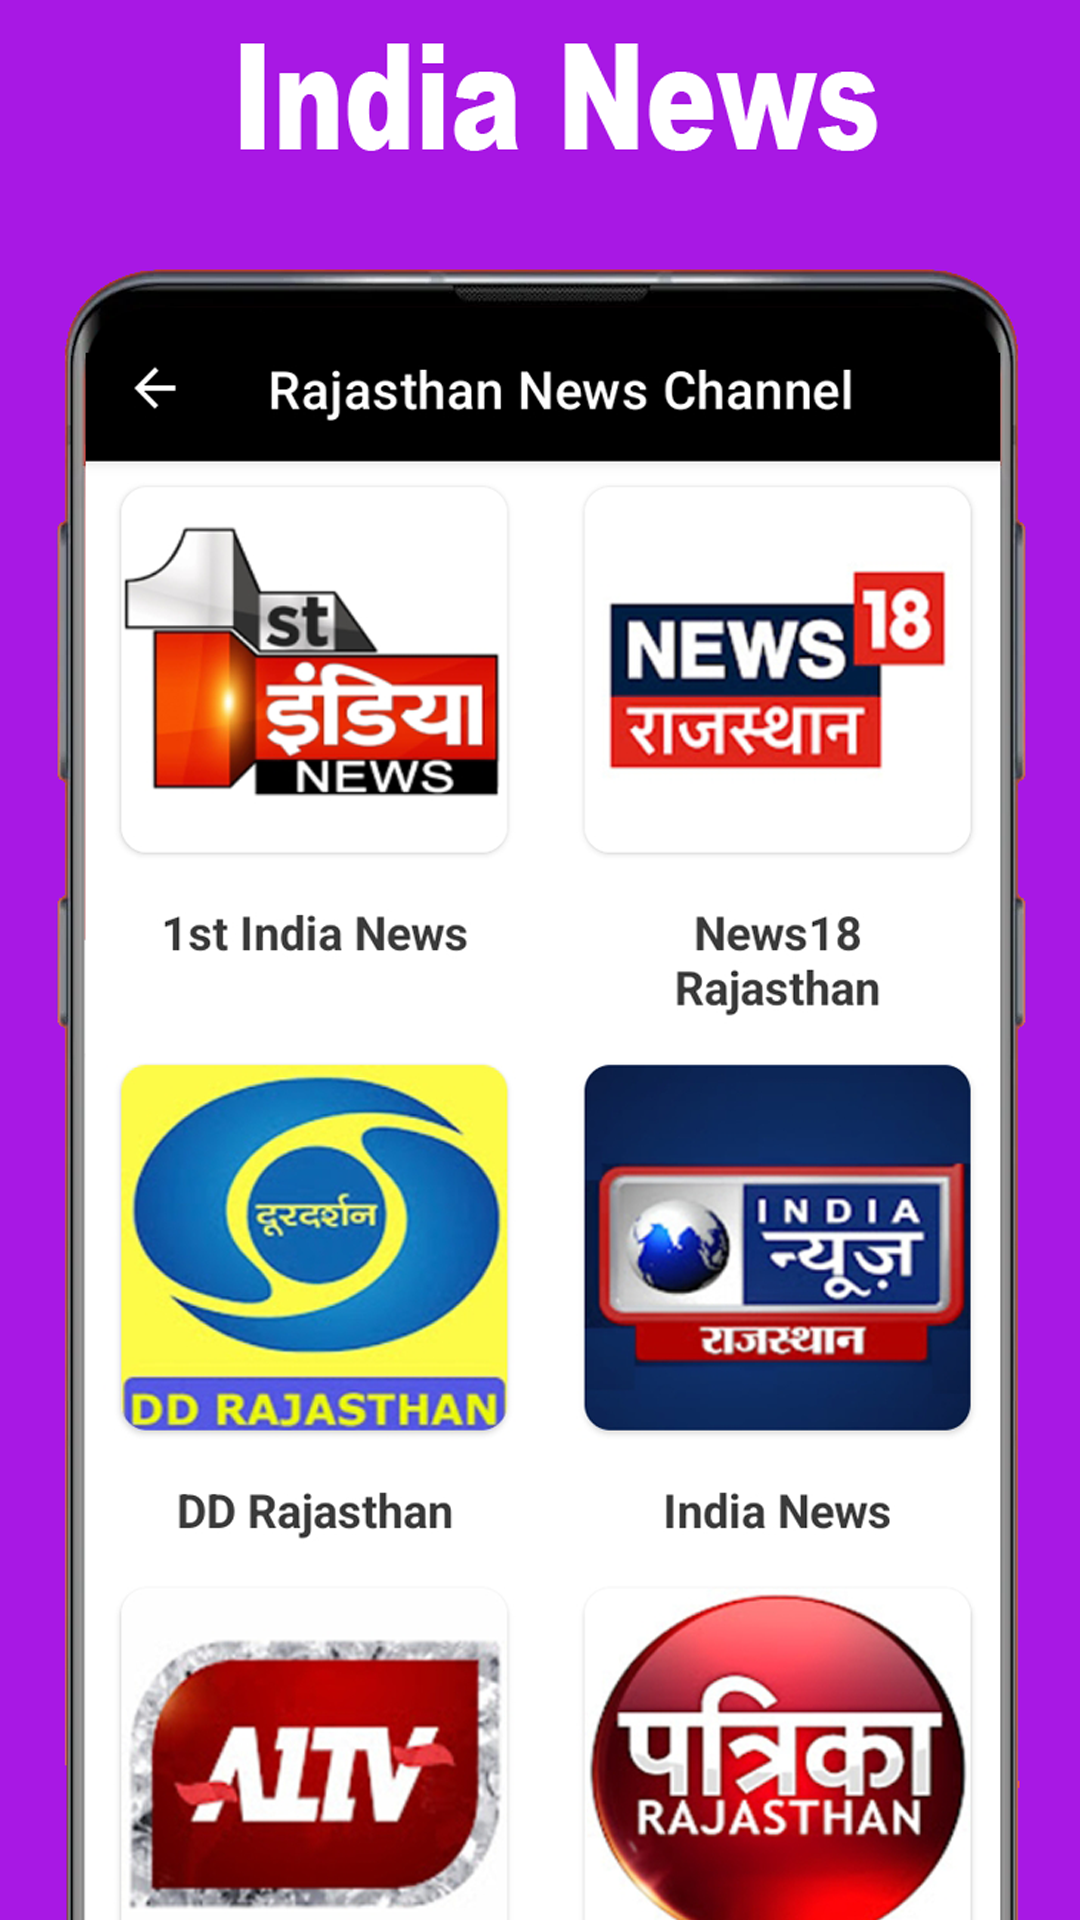 India News
Rajasthan News Channel
1st
इंडिया
NEWS
NEWS 18
राजस्थान
1st India News
News18
Rajasthan
दूरदर्शन
DD RAJASTHAN
INDIA
न्यूज़
राजस्थान
DD Rajasthan
India News
A1TV
पत्रिका
RAJASTHAN